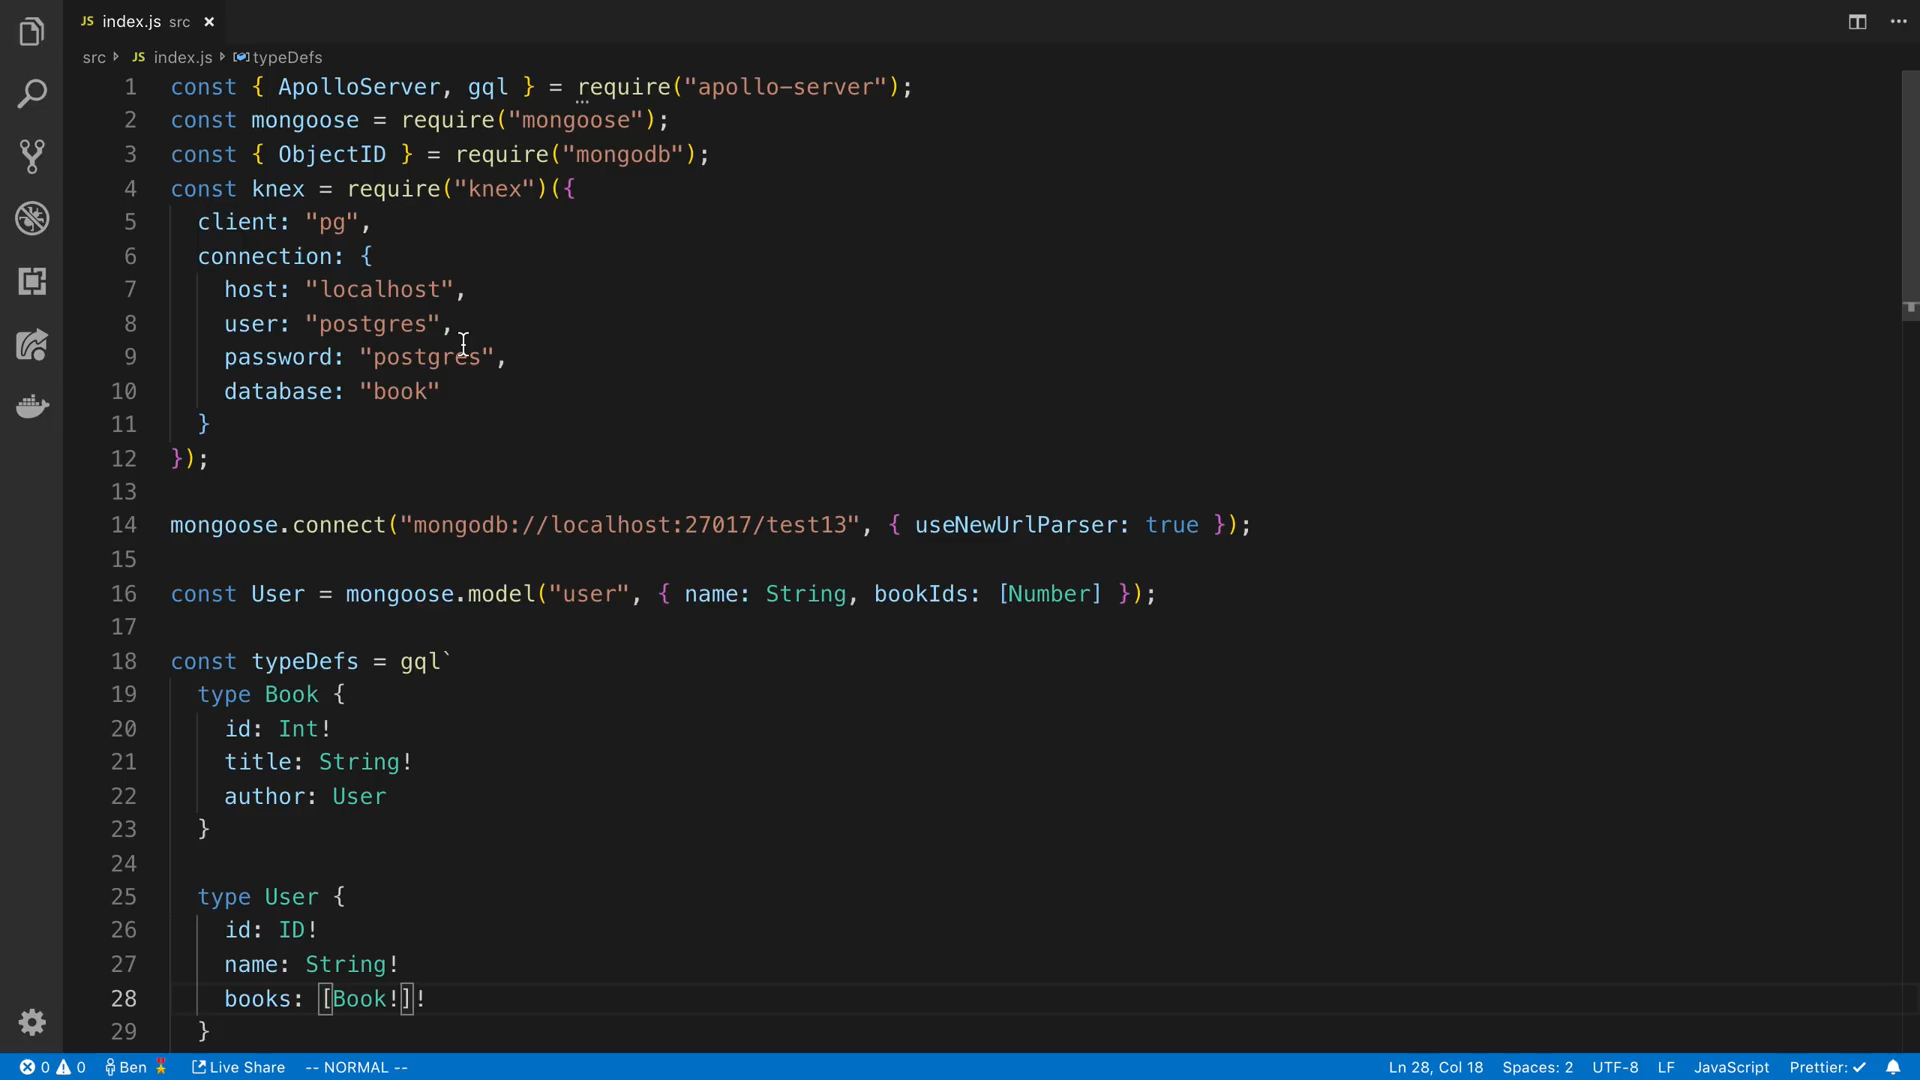 JS index.js src ×
src JS index.js typeDefs
1 const { ApolloServer, gql } = require("apollo-server");
2 const mongoose = require("mongoose");
3 const { ObjectID } = require("mongodb");
4 const knex = require("knex")({
5 client: "pg",
6 connection: {
7 host: "localhost",
8 user: "postgres",
9 password: "postgres",
10 database: "book"
11 }
12 });
13
14 mongoose.connect("mongodb://localhost:27017/test13", { useNewUrlParser: true });
15
16 const User = mongoose.model("user", { name: String, bookIds: [Number] });
17
18 const typeDefs = gql`
19 type Book {
20 id: Int!
21 title: String!
22 author: User
23 }
24
25 type User {
26 id: ID!
27 name: String!
28 books: [Book!]!
29 }
0 0 Ben Live Share -- NORMAL -- Ln 28, Col 18 Spaces: 2 UTF-8 LF JavaScript Prettier: ✓